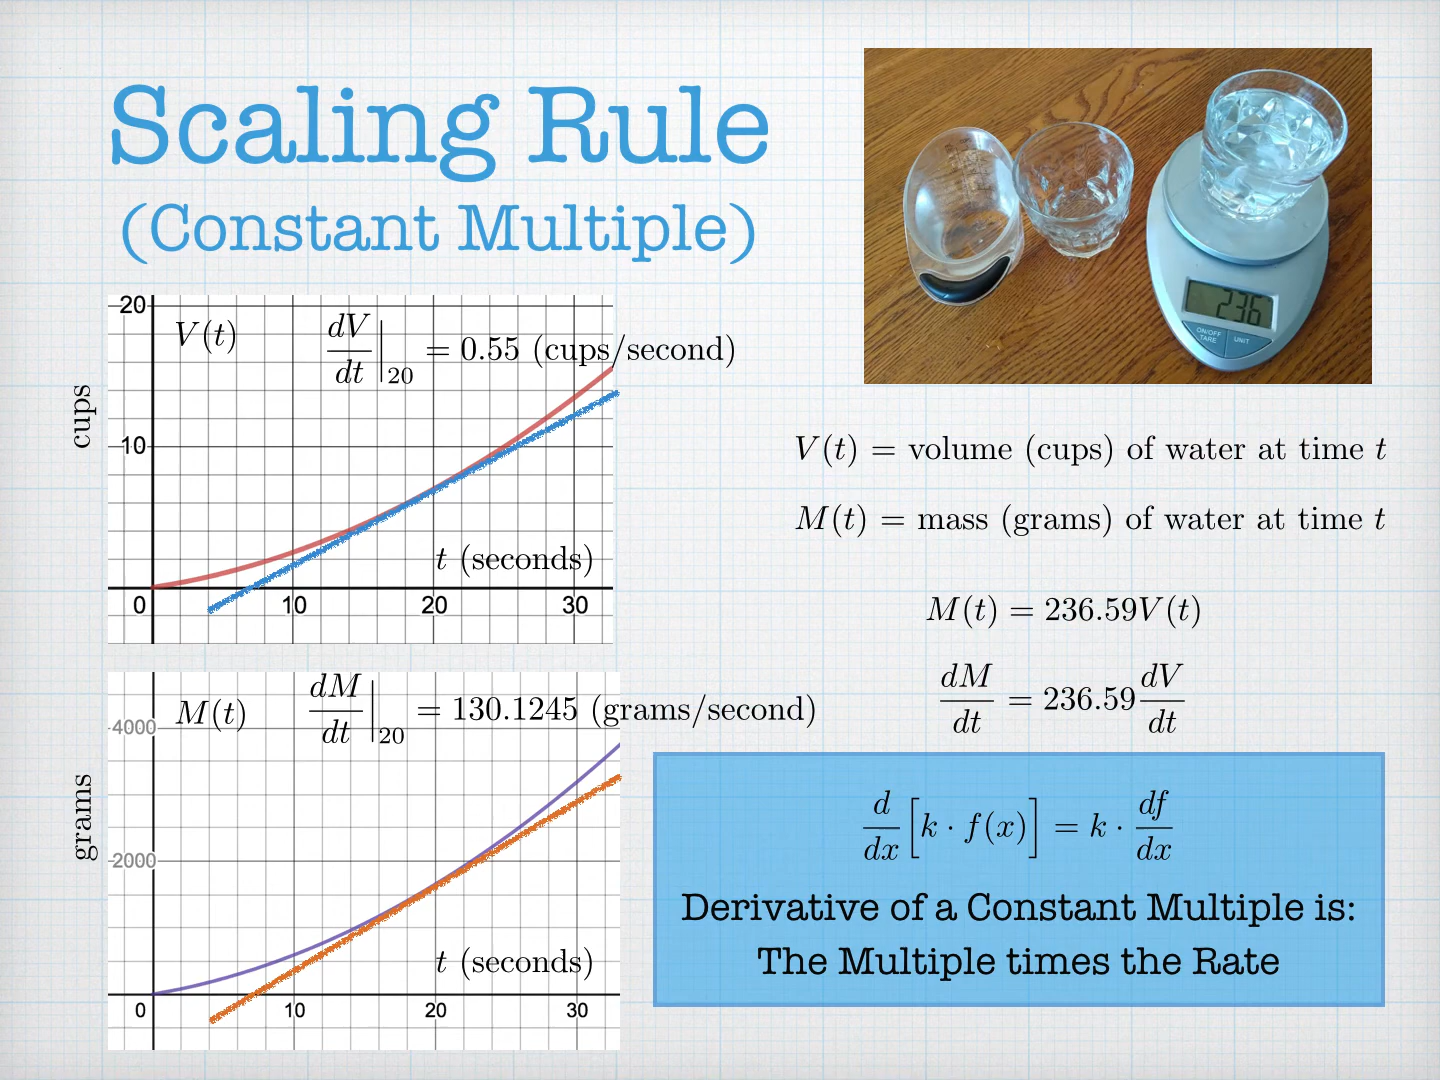 Scaling Rule
(Constant Multiple)
236
ON/OFF
TARE
UNIT
20
10
0
10
20
30
cups
V(t)
dV/dt |₂₀ = 0.55 (cups/second)
t (seconds)
V(t) = volume (cups) of water at time t
M(t) = mass (grams) of water at time t
M(t) = 236.59V(t)
dM/dt = 236.59 dV/dt
4000
2000
0
10
20
30
grams
M(t)
dM/dt |₂₀ = 130.1245 (grams/second)
t (seconds)
d/dx [k · f(x)] = k · df/dx
Derivative of a Constant Multiple is:
The Multiple times the Rate